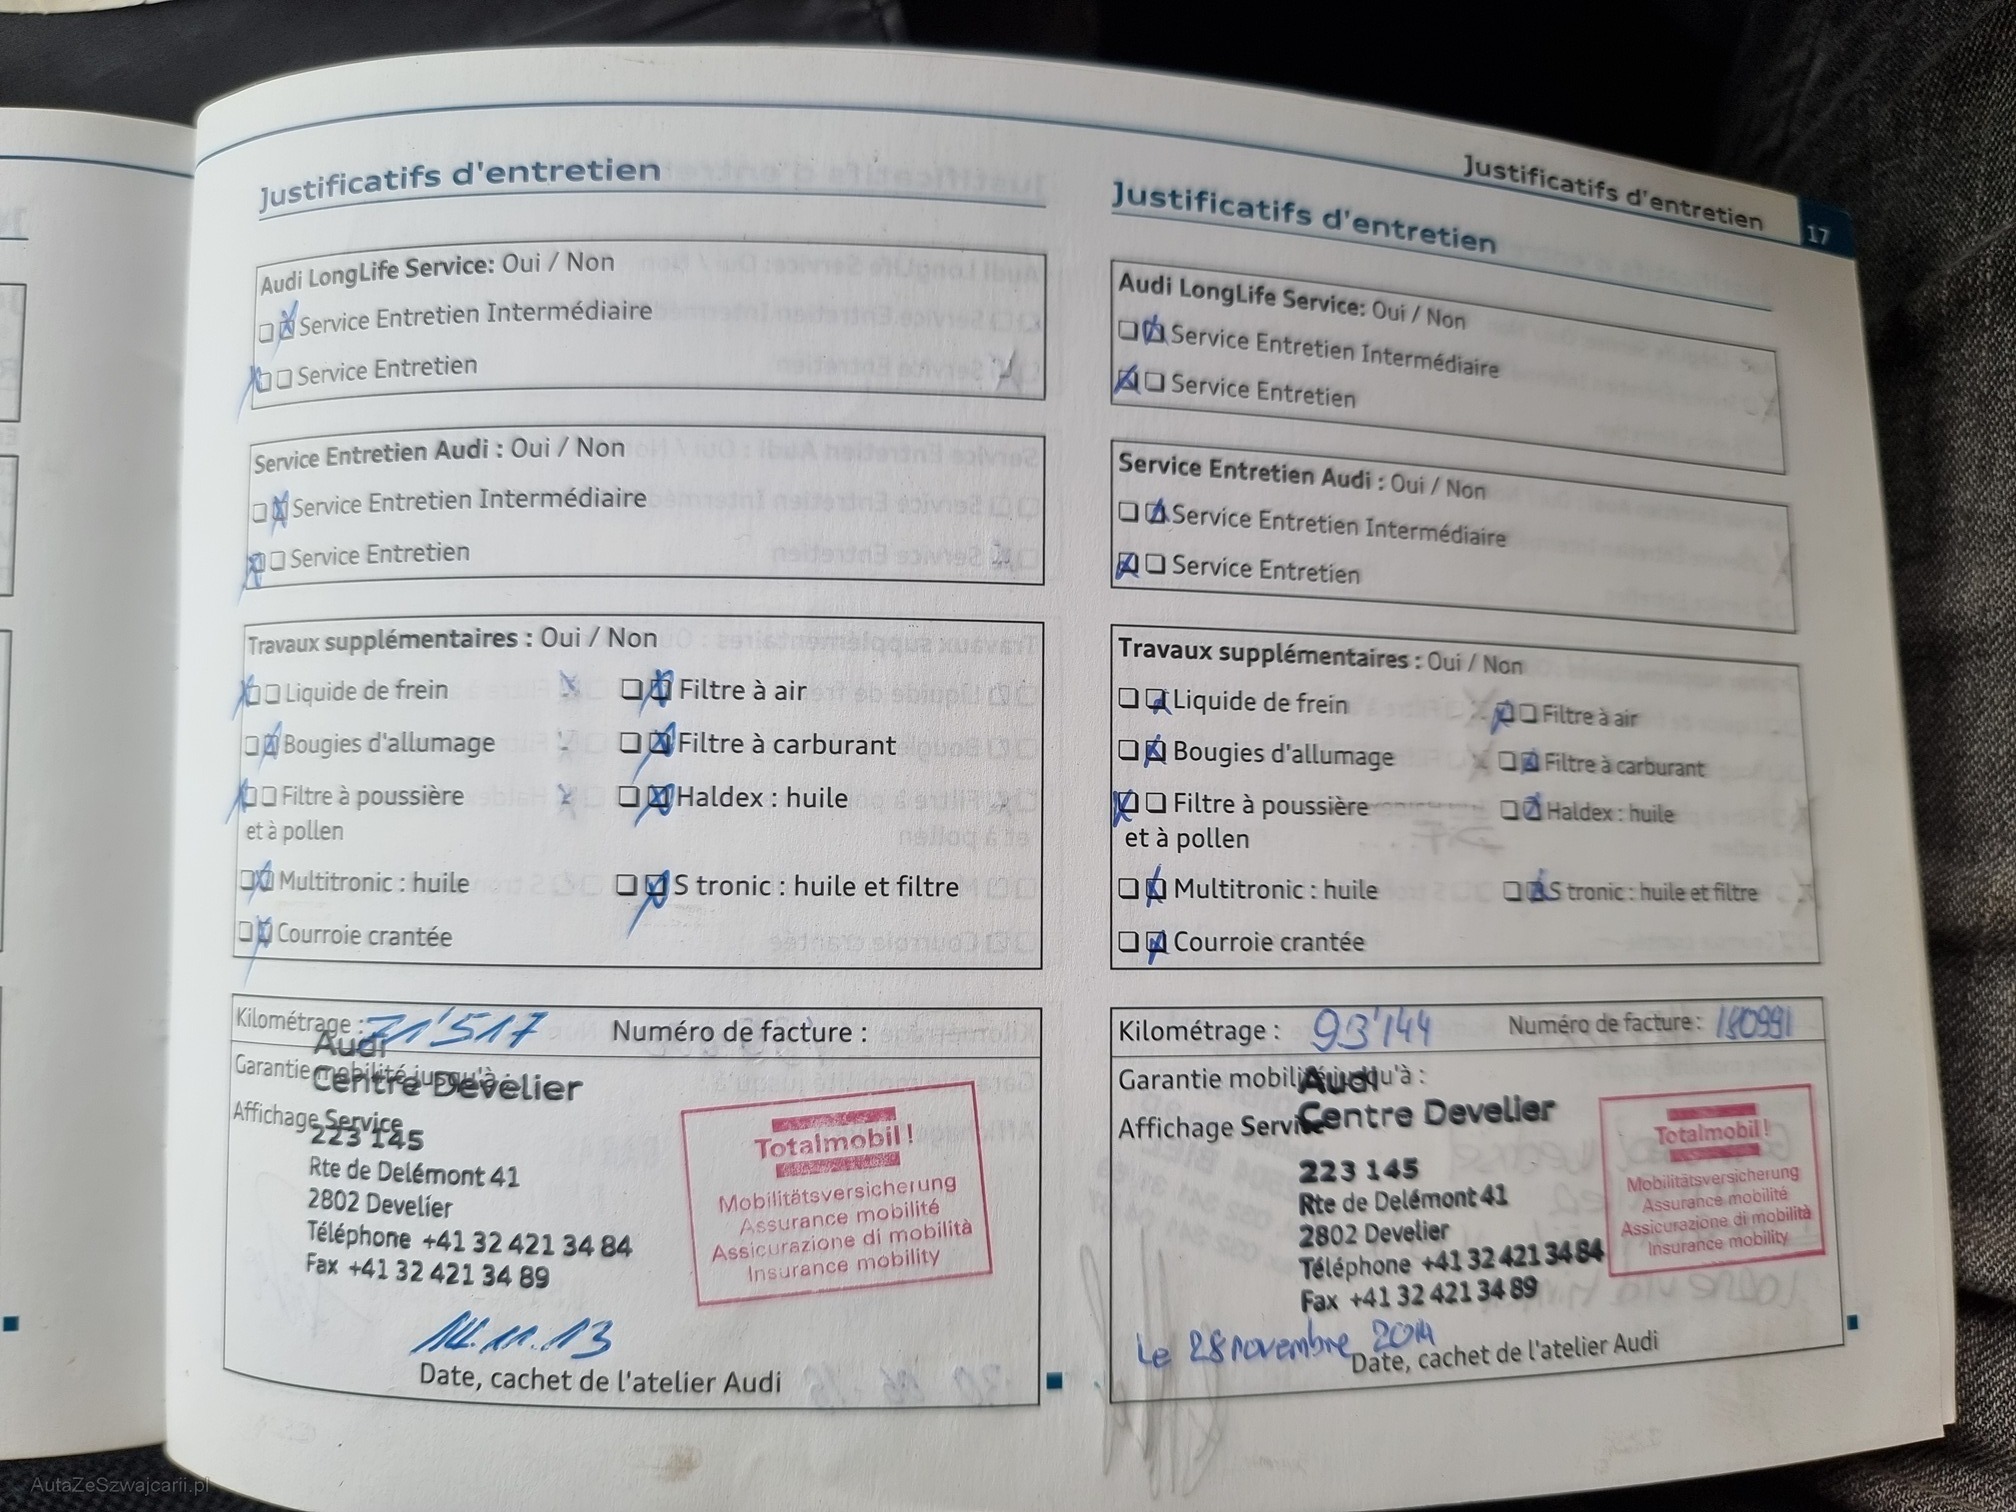 Justificatifs d'entretien
17
Justificatifs d'entretien
Audi LongLife Service: Oui / Non
Service Entretien Intermédiaire
Service Entretien
Service Entretien Audi : Oui / Non
Service Entretien Intermédiaire
Service Entretien
Travaux supplémentaires : Oui / Non
Liquide de frein
Filtre à air
Bougies d'allumage
Filtre à carburant
Filtre à poussière
et à pollen
Haldex : huile
Multitronic : huile
S tronic : huile et filtre
Courroie crantée
Kilométrage : 71'517
Numéro de facture :
Garantie mobilité jusqu'à :
Affichage Service
Audi
Centre Develier
223 145
Rte de Delémont 41
2802 Develier
Téléphone +41 32 421 34 84
Fax +41 32 421 34 89
Totalmobil!
Mobilitätsversicherung
Assurance mobilité
Assicurazione di mobilità
Insurance mobility
14.11.13
Date, cachet de l'atelier Audi
Justificatifs d'entretien
Audi LongLife Service: Oui / Non
Service Entretien Intermédiaire
Service Entretien
Service Entretien Audi : Oui / Non
Service Entretien Intermédiaire
Service Entretien
Travaux supplémentaires : Oui / Non
Liquide de frein
Filtre à air
Bougies d'allumage
Filtre à carburant
Filtre à poussière
et à pollen
Haldex : huile
Multitronic : huile
S tronic : huile et filtre
Courroie crantée
Kilométrage : 93'144
Numéro de facture : 180991
Garantie mobilité jusqu'à :
Affichage Service
Audi
Centre Develier
223 145
Rte de Delémont 41
2802 Develier
Téléphone +41 32 421 34 84
Fax +41 32 421 34 89
Totalmobil!
Mobilitätsversicherung
Assurance mobilité
Assicurazione di mobilità
Insurance mobility
Le 28 novembre 2014
Date, cachet de l'atelier Audi
AutaZeSzwajcarii.pl